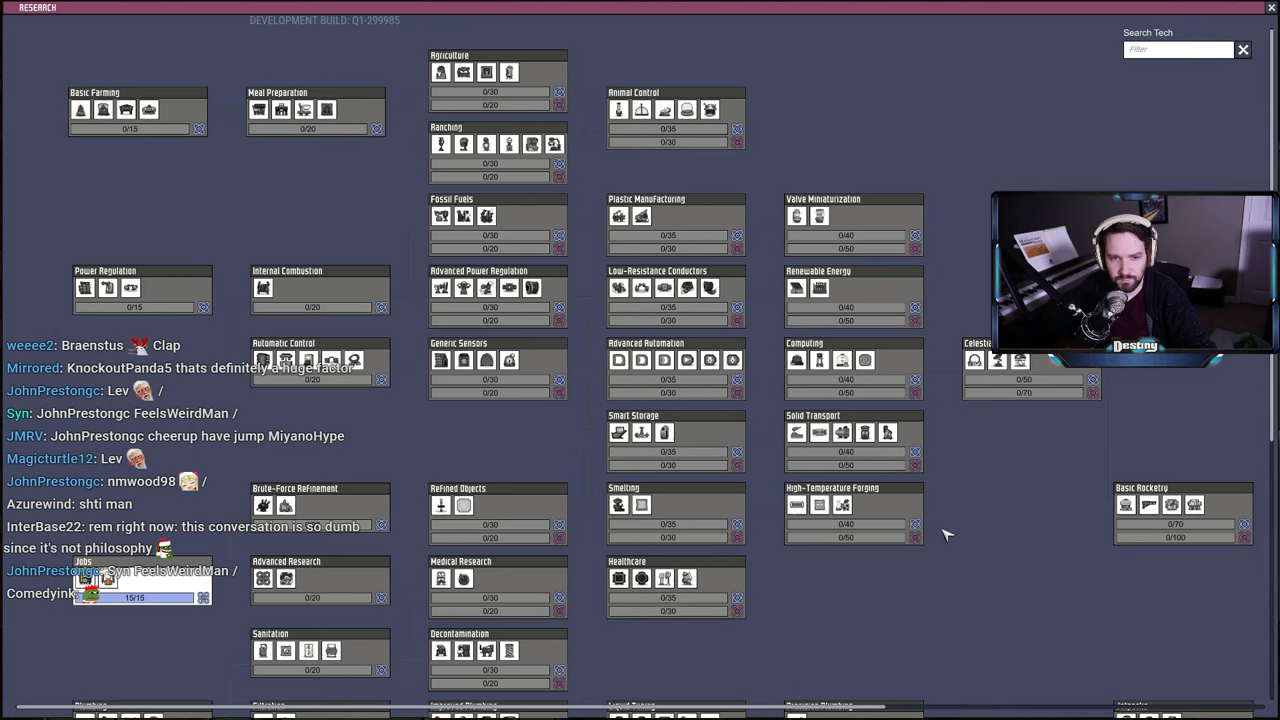 RESEARCH
DEVELOPMENT BUILD: Q1-299985
Search Tech
Filter
Agriculture
0/30
0/20
Basic Farming
0/15
Meal Preparation
0/20
Animal Control
0/35
0/30
Ranching
0/30
0/20
Fossil Fuels
0/30
0/20
Plastic Manufacturing
0/35
0/30
Valve Miniaturization
0/40
0/50
Power Regulation
0/15
Internal Combustion
0/20
Advanced Power Regulation
0/30
0/20
Low-Resistance Conductors
0/35
0/30
Renewable Energy
0/40
0/50
Automatic Control
0/20
Generic Sensors
0/30
0/20
Advanced Automation
0/35
0/30
Computing
0/40
0/50
Celestia
0/50
0/70
Smart Storage
0/35
0/30
Solid Transport
0/40
0/50
Brute-Force Refinement
Refined Objects
0/30
0/20
Smelting
0/35
0/30
High-Temperature Forging
0/40
0/50
Basic Rocketry
0/70
0/100
Jobs
15/15
Advanced Research
0/20
Medical Research
0/30
0/20
Healthcare
0/35
0/30
Sanitation
0/20
Decontamination
0/30
0/20
Destiny
weeee2: Braenstus Clap
Mirrored: KnockoutPanda5 thats definitely a huge factor
JohnPrestongc: Lev /
Syn: JohnPrestongc FeelsWeirdMan /
JMRV: JohnPrestongc cheerup have jump MiyanoHype
Magicturtle12: Lev
JohnPrestongc: nmwood98 /
Azurewind: shti man
InterBase22: rem right now: this conversation is so dumb
since it's not philosophy
JohnPrestongc: Syn FeelsWeirdMan /
Comedyink: